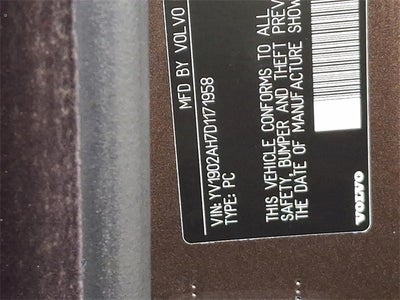 MFD BY VOLVO
VIN: YV1902AH7D1171958
TYPE: PC
THIS VEHICLE CONFORMS TO ALL
SAFETY, BUMPER AND THEFT PREV
THE DATE OF MANUFACTURE SHOW
VOLVO